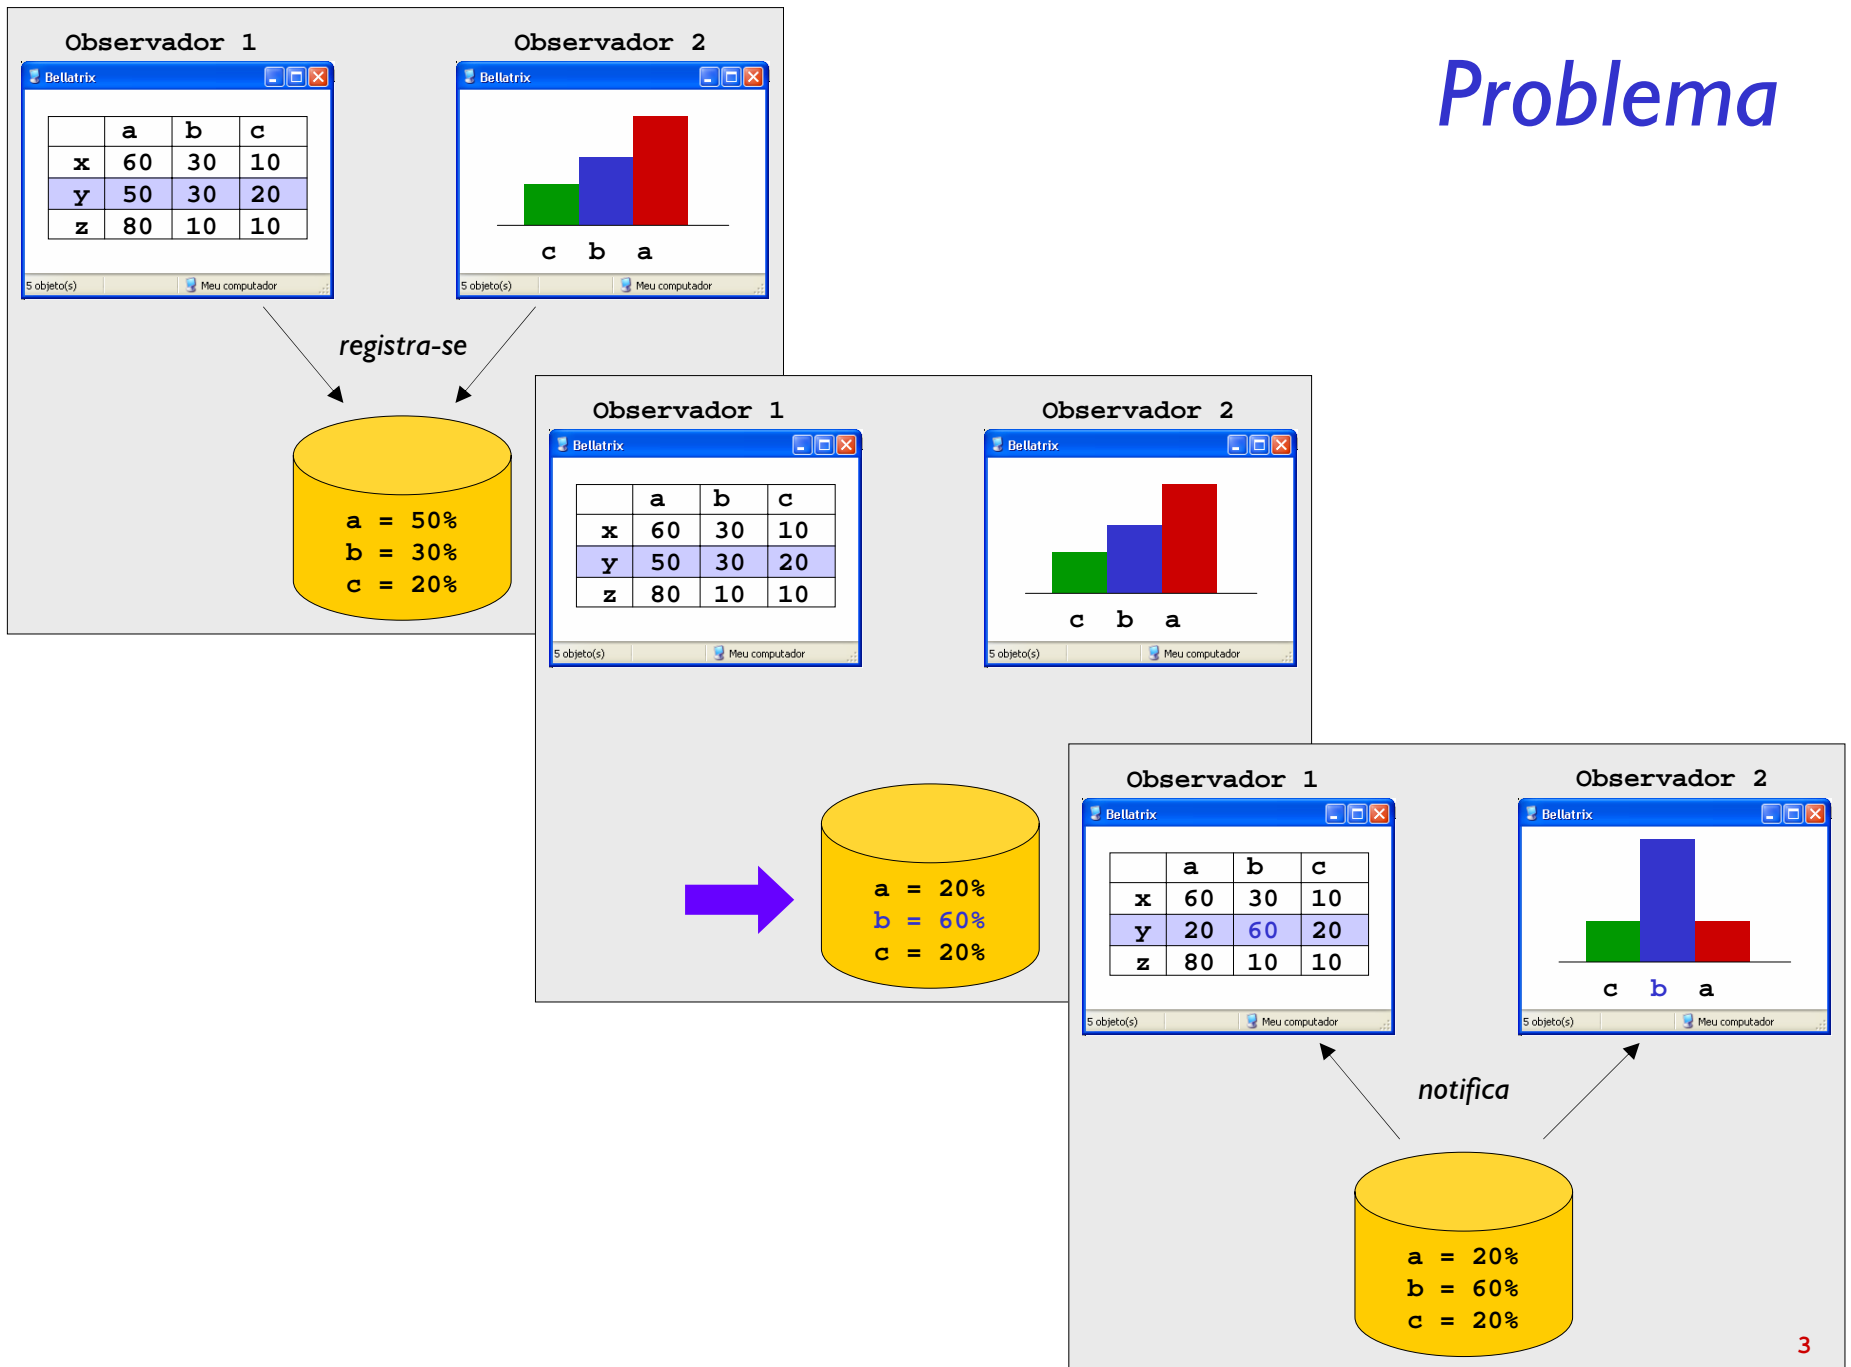 Problema
Observador 1
Observador 2
Bellatrix
Bellatrix
a b c
x 60 30 10
y 50 30 20
z 80 10 10
c b a
5 objeto(s) Meu computador
5 objeto(s) Meu computador
registra-se
a = 50%
b = 30%
c = 20%
Observador 1
Observador 2
Bellatrix
Bellatrix
a b c
x 60 30 10
y 50 30 20
z 80 10 10
c b a
5 objeto(s) Meu computador
5 objeto(s) Meu computador
a = 20%
b = 60%
c = 20%
Observador 1
Observador 2
Bellatrix
Bellatrix
a b c
x 60 30 10
y 20 60 20
z 80 10 10
c b a
5 objeto(s) Meu computador
5 objeto(s) Meu computador
notifica
a = 20%
b = 60%
c = 20%
3